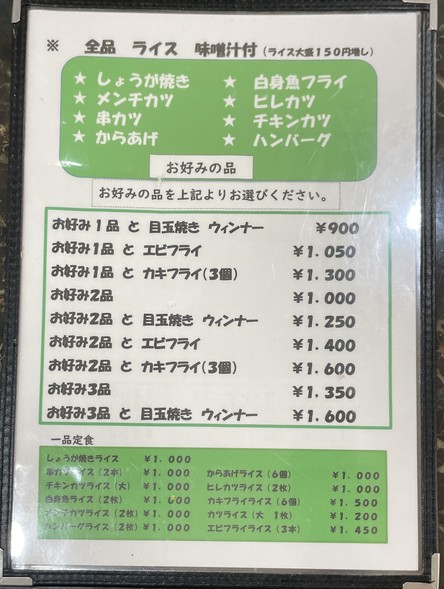 ※ 全品 ライス 味噌汁付(ライス大盛150円増し)
★ しょうが焼き ★ 白身魚フライ
★ メンチカツ ★ ヒレカツ
★ 串カツ ★ チキンカツ
★ からあげ ★ ハンバーグ
お好みの品
お好みの品を上記よりお選びください。
お好み1品 と 目玉焼き ウィンナー ¥900
お好み1品 と エビフライ ¥1.050
お好み1品 と カキフライ(3個) ¥1.300
お好み2品 ¥1.000
お好み2品 と 目玉焼き ウィンナー ¥1.250
お好み2品 と エビフライ ¥1.400
お好み2品 と カキフライ(3個) ¥1.600
お好み3品 ¥1.350
お好み3品 と 目玉焼き ウィンナー ¥1.600
一品定食
しょうが焼きライス ¥1.000
串カツライス(2本) ¥1.000 からあげライス(6個) ¥1.000
チキンカツライス(大) ¥1.000 ヒレカツライス(2枚) ¥1.000
白身魚ライス(2枚) ¥1.000 カキフライライス(6個) ¥1.500
メンチカツライス(2枚) ¥1.000 カツライス(大 1枚) ¥1.200
ハンバーグライス(2枚) ¥1.000 エビフライライス(3本) ¥1.450